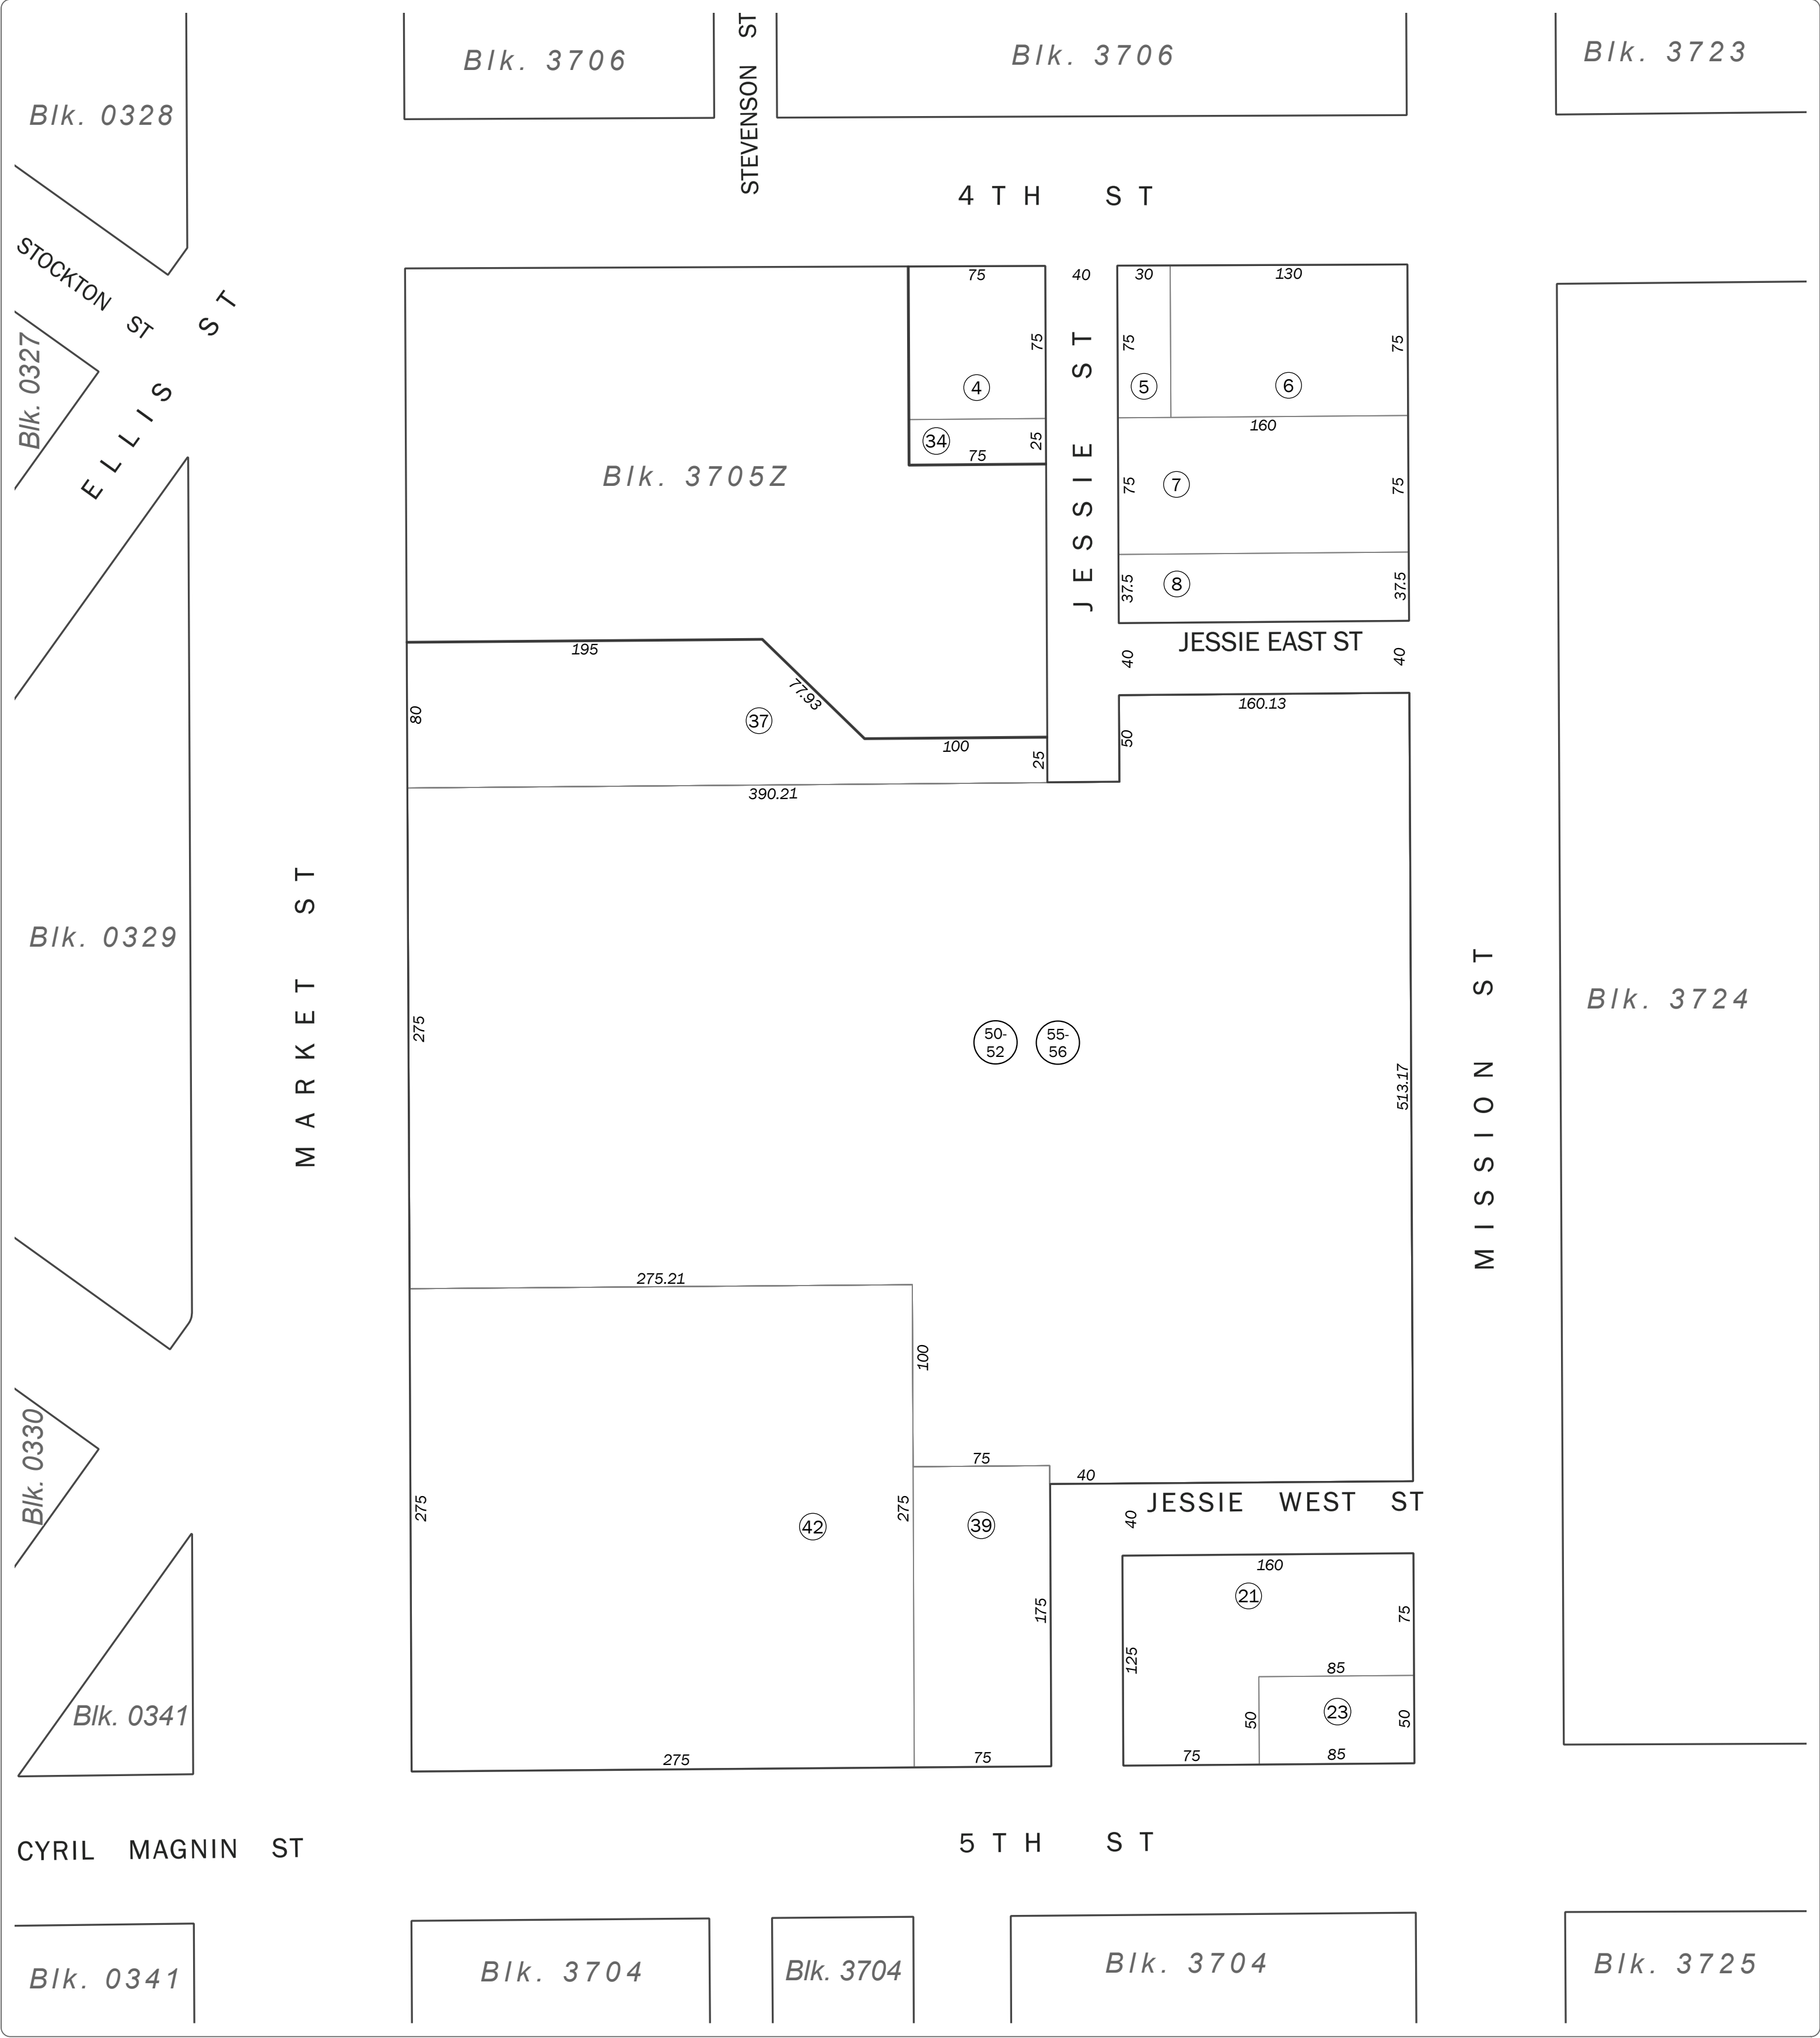 Blk. 3706
STEVENSON ST
Blk. 3706
Blk. 3723
Blk. 0328
4TH ST
STOCKTON ST
ELLIS ST
Blk. 0327
75
40
30
130
75
75
75
4
5
6
34
25
75
160
Blk. 3705Z
JESSIE ST
75
7
75
37.5
8
37.5
JESSIE EAST ST
40
40
195
77.93
80
37
100
25
50
160.13
390.21
MARKET ST
Blk. 0329
275
50-
52
55-
56
513.17
MISSION ST
Blk. 3724
275.21
100
75
40
Blk. 0330
275
42
275
39
JESSIE WEST ST
40
160
21
75
175
125
85
50
23
50
Blk. 0341
275
75
75
85
CYRIL MAGNIN ST
5TH ST
Blk. 0341
Blk. 3704
Blk. 3704
Blk. 3704
Blk. 3725